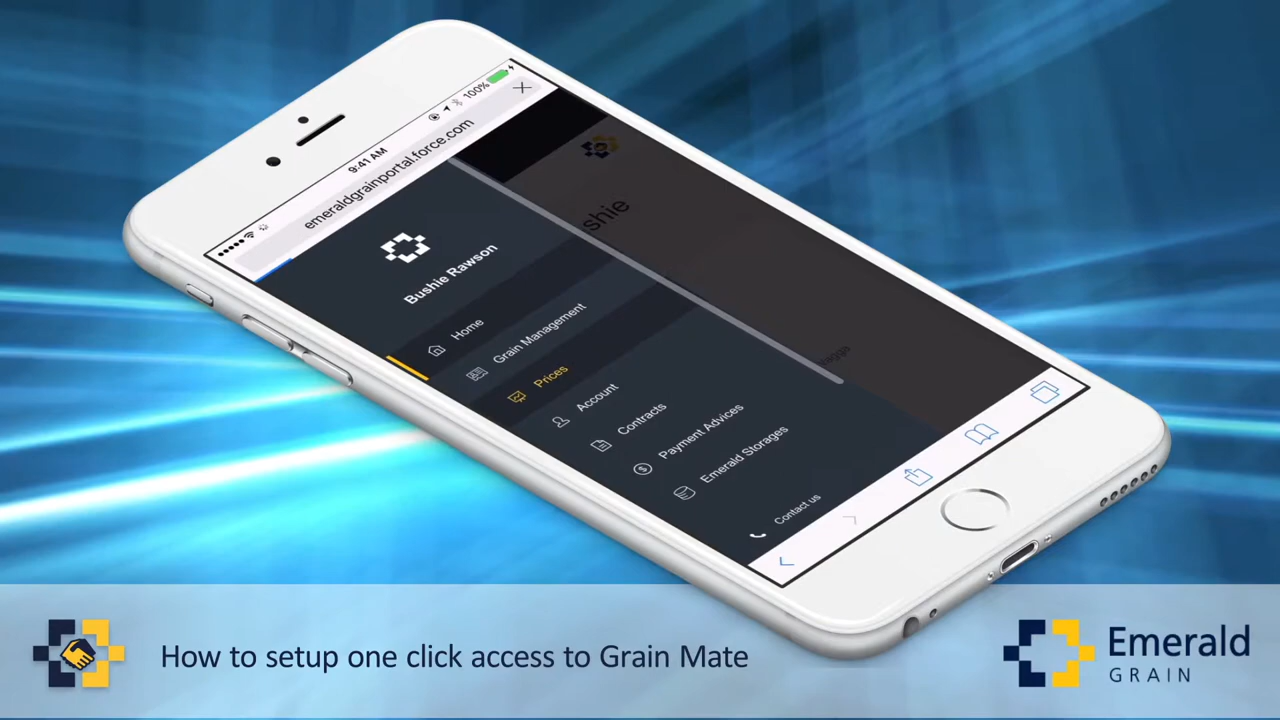 100%
9:41 AM
emeraldgrainportal.force.com
shie
Bushie Rawson
Home
Grain Management
Prices
Account
Contracts
Payment Advices
Emerald Storages
Contact us
How to setup one click access to Grain Mate
Emerald
GRAIN